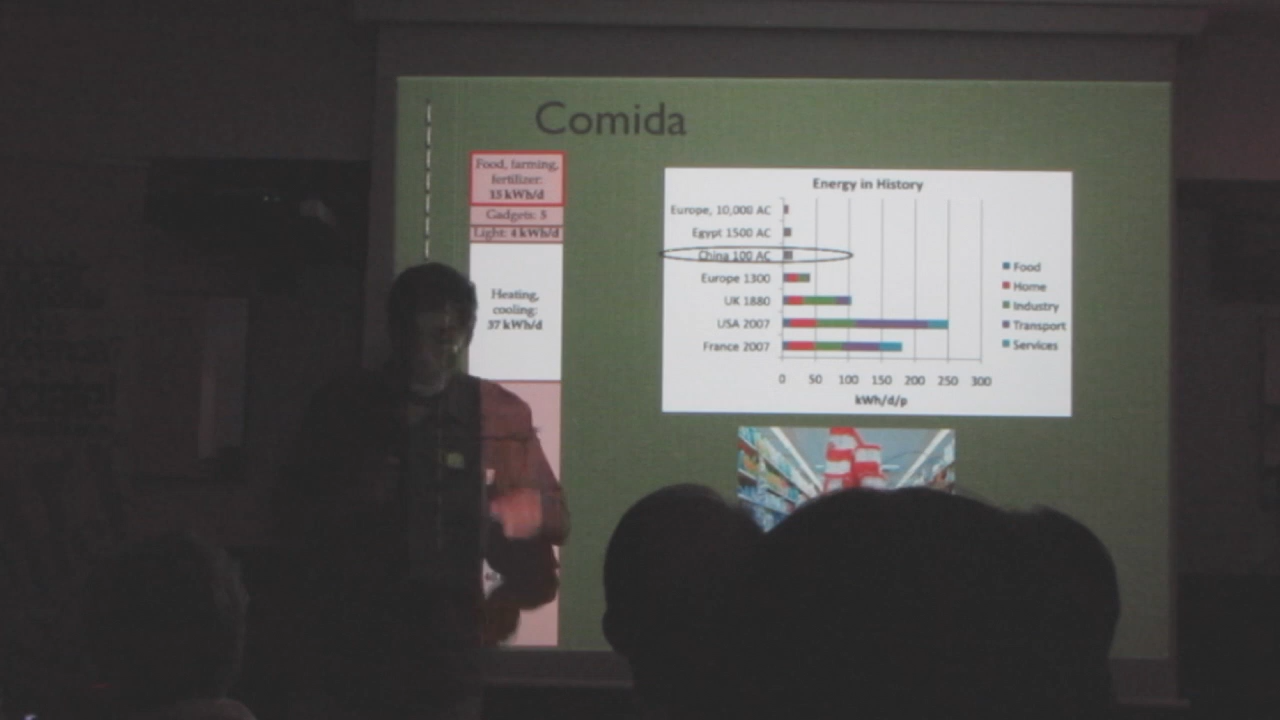 Comida
Food, farming,
fertilizer:
15 kWh/d
Gadgets: 5
Light: 4 kWh/d
Heating,
cooling:
37 kWh/d
Energy in History
Europe, 10,000 AC
Egypt 1500 AC
China 100 AC
Europe 1300
UK 1880
USA 2007
France 2007
0 50 100 150 200 250 300
kWh/d/p
Food
Home
Industry
Transport
Services